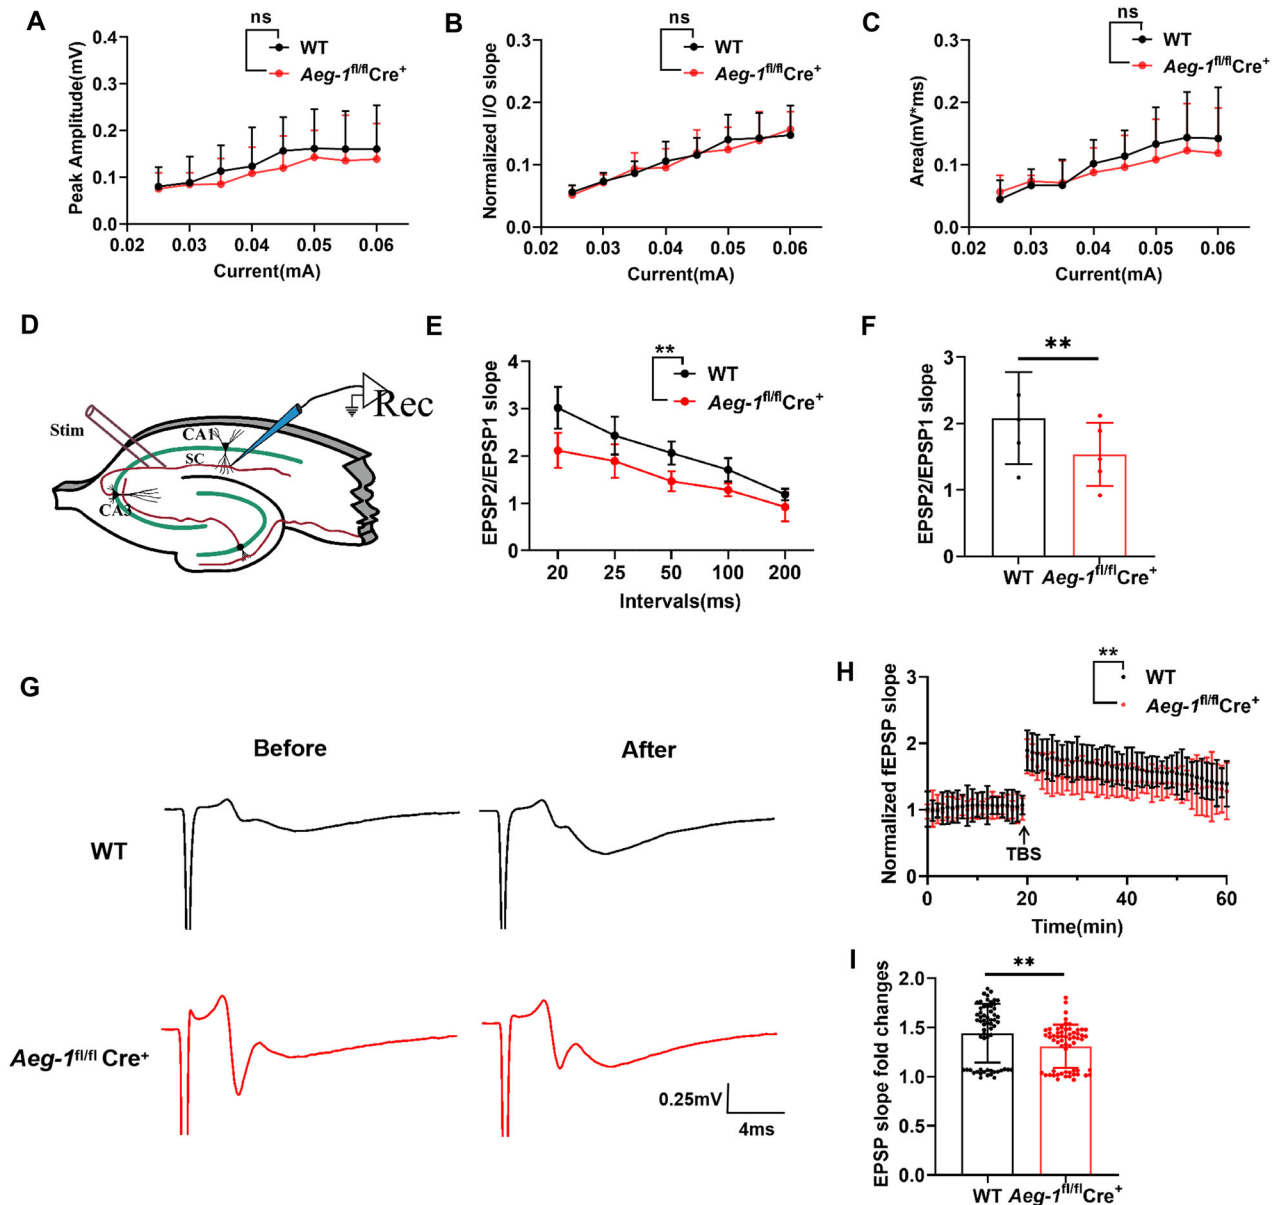 A
ns
WT
Aeg-1fl/flCre+
Peak Amplitude(mV)
0.4
0.3
0.2
0.1
0.0
0.02 0.03 0.04 0.05 0.06
Current(mA)
B
ns
WT
Aeg-1fl/flCre+
Normalized I/O slope
0.3
0.2
0.1
0.0
0.02 0.03 0.04 0.05 0.06
Current(mA)
C
ns
WT
Aeg-1fl/flCre+
Area(mV*ms)
0.3
0.2
0.1
0.0
0.02 0.03 0.04 0.05 0.06
Current(mA)
D
Stim
CA1
SC
CA3
Rec
E
**
WT
Aeg-1fl/flCre+
EPSP2/EPSP1 slope
4
3
2
1
0
20 25 50 100 200
Intervals(ms)
F
**
EPSP2/EPSP1 slope
3
2
1
0
WT Aeg-1fl/flCre+
G
Before After
WT
Aeg-1fl/fl Cre+
0.25mV
4ms
H
**
WT
Aeg-1fl/flCre+
Normalized fEPSP slope
3
2
1
0
TBS
0 20 40 60
Time(min)
I
**
EPSP slope fold changes
2.0
1.5
1.0
0.5
0.0
WT Aeg-1fl/flCre+